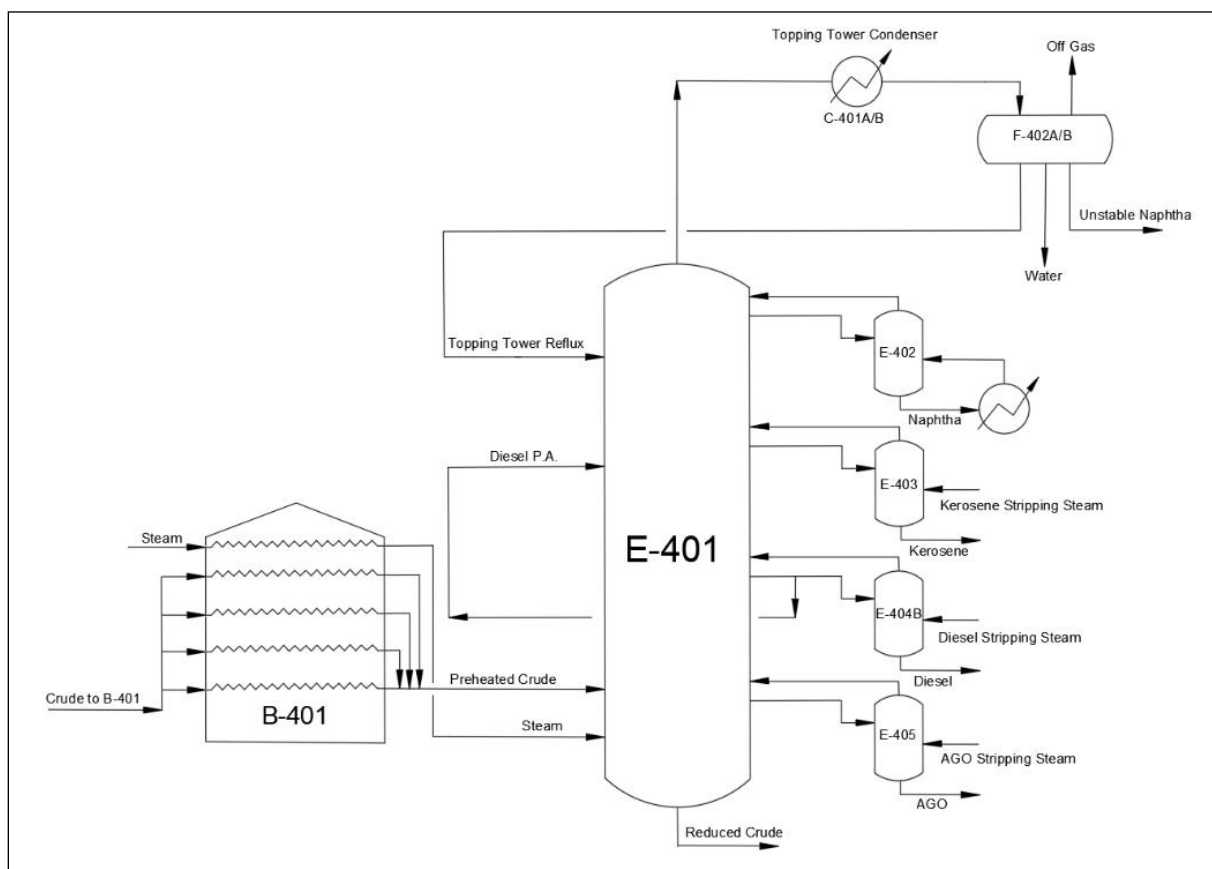 Topping Tower Condenser
Off Gas
C-401A/B
F-402A/B
Unstable Naphtha
Water
E-402
Topping Tower Reflux
Naphtha
Diesel P.A.
E-403
Kerosene Stripping Steam
Steam
E-401
Kerosene
E-404B
Diesel Stripping Steam
Diesel
Crude to B-401
Preheated Crude
B-401
Steam
E-405
AGO Stripping Steam
AGO
Reduced Crude